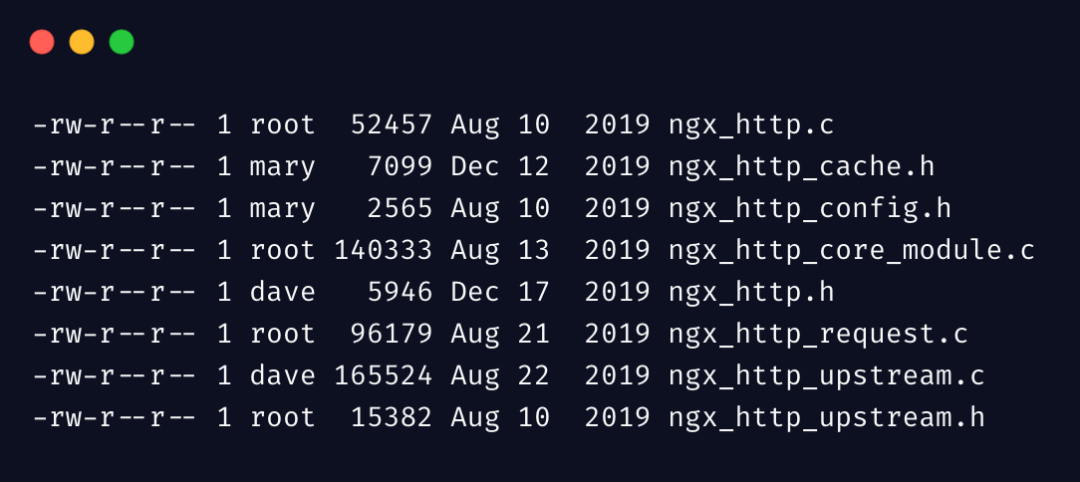 -rw-r--r-- 1 root  52457 Aug 10  2019 ngx_http.c
-rw-r--r-- 1 mary   7099 Dec 12  2019 ngx_http_cache.h
-rw-r--r-- 1 mary   2565 Aug 10  2019 ngx_http_config.h
-rw-r--r-- 1 root 140333 Aug 13  2019 ngx_http_core_module.c
-rw-r--r-- 1 dave   5946 Dec 17  2019 ngx_http.h
-rw-r--r-- 1 root  96179 Aug 21  2019 ngx_http_request.c
-rw-r--r-- 1 dave 165524 Aug 22  2019 ngx_http_upstream.c
-rw-r--r-- 1 root  15382 Aug 10  2019 ngx_http_upstream.h